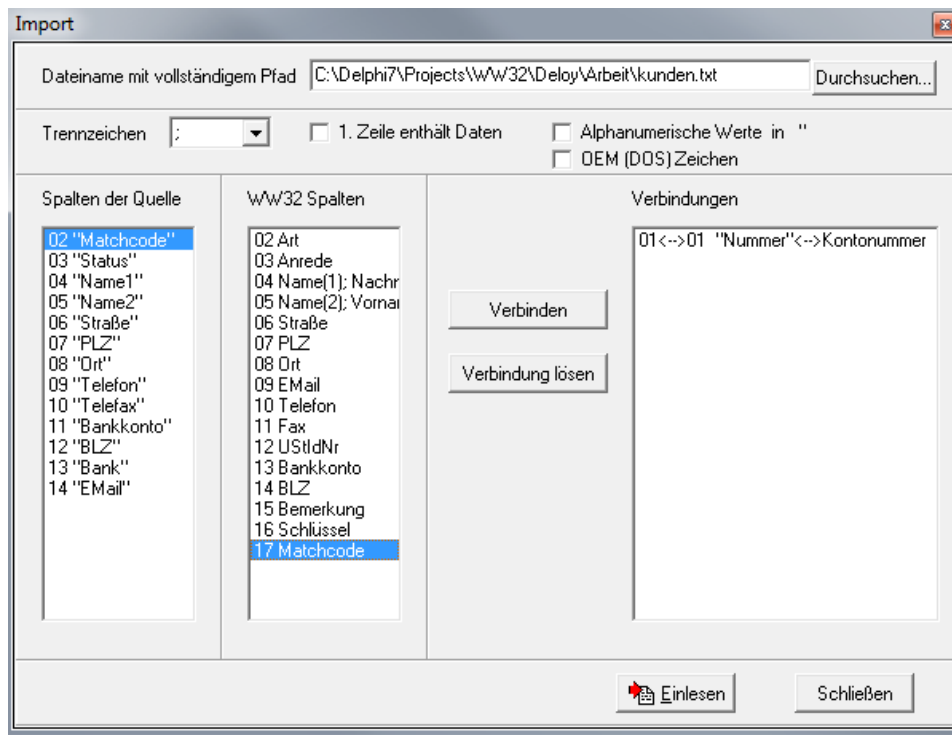 Import
Dateiname mit vollständigem Pfad C:\Delphi7\Projects\WW32\Deloy\Arbeit\kunden.txt Durchsuchen...
Trennzeichen ; 1. Zeile enthält Daten Alphanumerische Werte in "
OEM (DOS) Zeichen
Spalten der Quelle
02 "Matchcode"
03 "Status"
04 "Name1"
05 "Name2"
06 "Straße"
07 "PLZ"
08 "Ort"
09 "Telefon"
10 "Telefax"
11 "Bankkonto"
12 "BLZ"
13 "Bank"
14 "EMail"
WW32 Spalten
02 Art
03 Anrede
04 Name(1); Nachr
05 Name(2); Vornar
06 Straße
07 PLZ
08 Ort
09 EMail
10 Telefon
11 Fax
12 UStIdNr
13 Bankkonto
14 BLZ
15 Bemerkung
16 Schlüssel
17 Matchcode
Verbinden
Verbindung lösen
Verbindungen
01<-->01 "Nummer"<-->Kontonummer
Einlesen
Schließen